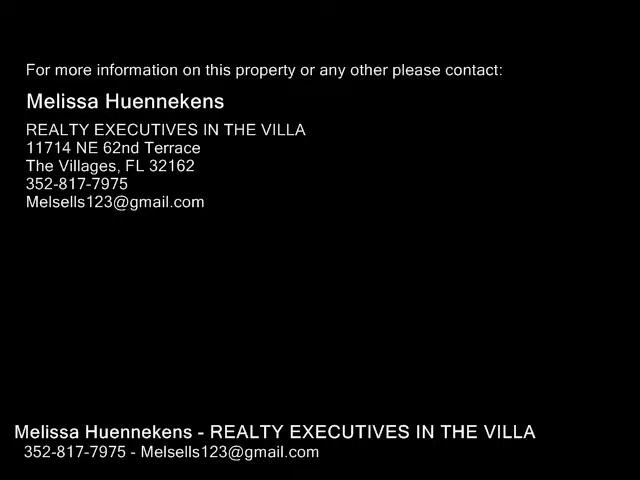 For more information on this property or any other please contact:
Melissa Huennekens
REALTY EXECUTIVES IN THE VILLA
11714 NE 62nd Terrace
The Villages, FL 32162
352-817-7975
Melsells123@gmail.com
Melissa Huennekens - REALTY EXECUTIVES IN THE VILLA
352-817-7975 - Melsells123@gmail.com